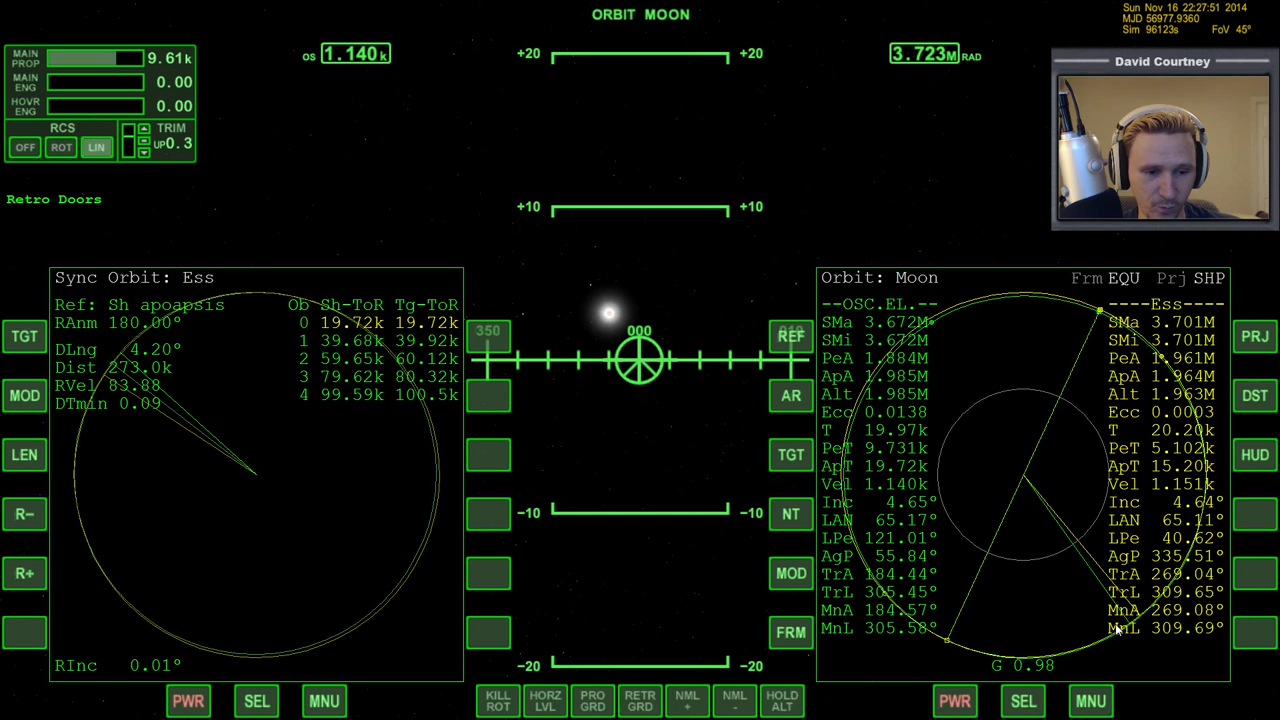 ORBIT MOON
Sun Nov 16 22:27:51 2014
MJD 56977.9360
Sim 96123s FoV 45°
David Courtney
MAIN PROP 9.61k
MAIN ENG 0.00
HOVR ENG 0.00
RCS TRIM
OFF ROT LIN UP 0.3
OS 1.140k
3.723M RAD
+20 +20
+10 +10
350 000 010
-10 -10
-20 -20
Retro Doors
Sync Orbit: Ess
Ref: Sh apoapsis Ob Sh-ToR Tg-ToR
RAnm 180.00° 0 19.72k 19.72k
1 39.68k 39.92k
DLng 4.20° 2 59.65k 60.12k
Dist 273.0k 3 79.62k 80.32k
RVel 83.88 4 99.59k 100.5k
DTmin 0.09
RInc 0.01°
TGT
MOD
LEN
R-
R+
PWR SEL MNU
KILL ROT
HORZ LVL
PRO GRD
RETR GRD
NML +
NML -
HOLD ALT
REF
AR
TGT
NT
MOD
FRM
Orbit: Moon Frm EQU Prj SHP
--OSC.EL.-- ----Ess----
SMa 3.672M SMa 3.701M
SMi 3.672M SMi 3.701M
PeA 1.884M PeA 1.961M
ApA 1.985M ApA 1.964M
Alt 1.985M Alt 1.963M
Ecc 0.0138 Ecc 0.0003
T 19.97k T 20.20k
PeT 9.731k PeT 5.102k
ApT 19.72k ApT 15.20k
Vel 1.140k Vel 1.151k
Inc 4.65° Inc 4.64°
LAN 65.17° LAN 65.11°
LPe 121.01° LPe 40.62°
AgP 55.84° AgP 335.51°
TrA 184.44° TrA 269.04°
TrL 305.45° TrL 309.65°
MnA 184.57° MnA 269.08°
MnL 305.58° MnL 309.69°
G 0.98
PRJ
DST
HUD
PWR SEL MNU